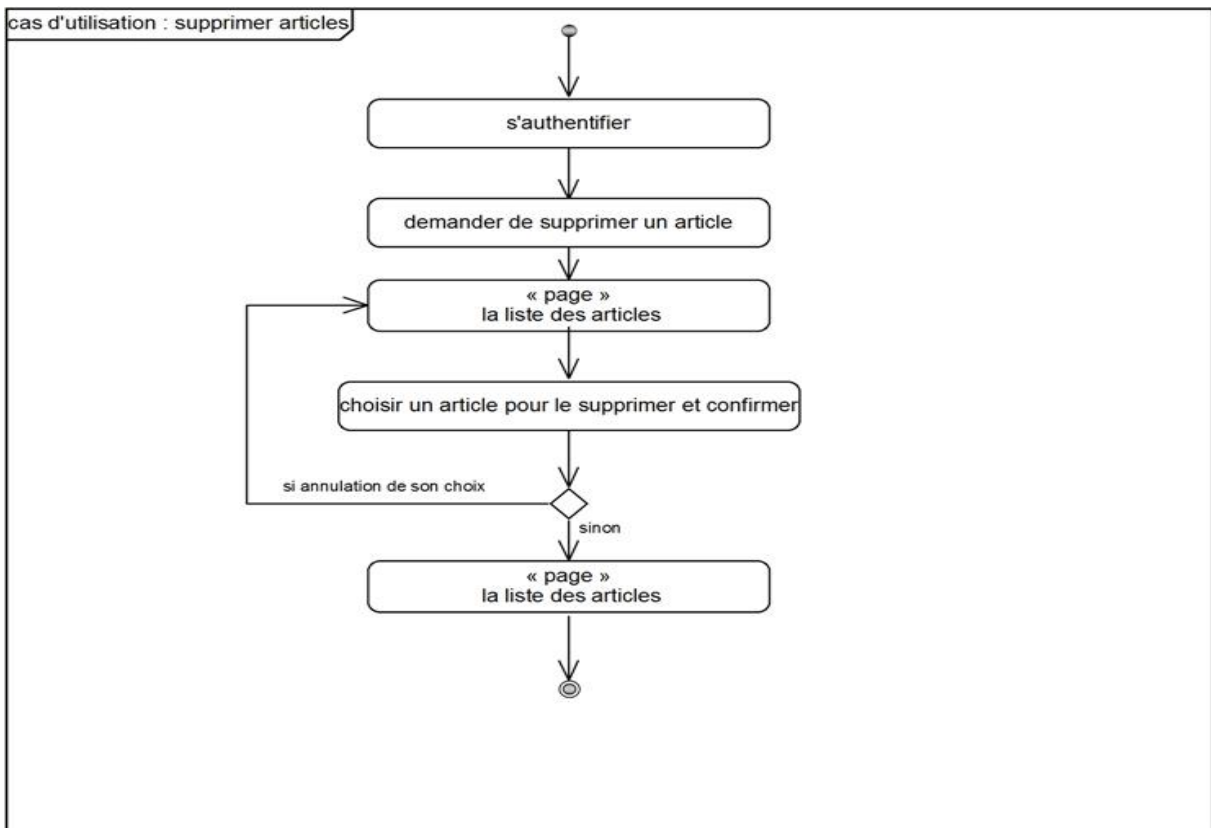 cas d'utilisation : supprimer articles
s'authentifier
demander de supprimer un article
« page »
la liste des articles
choisir un article pour le supprimer et confirmer
si annulation de son choix
sinon
« page »
la liste des articles